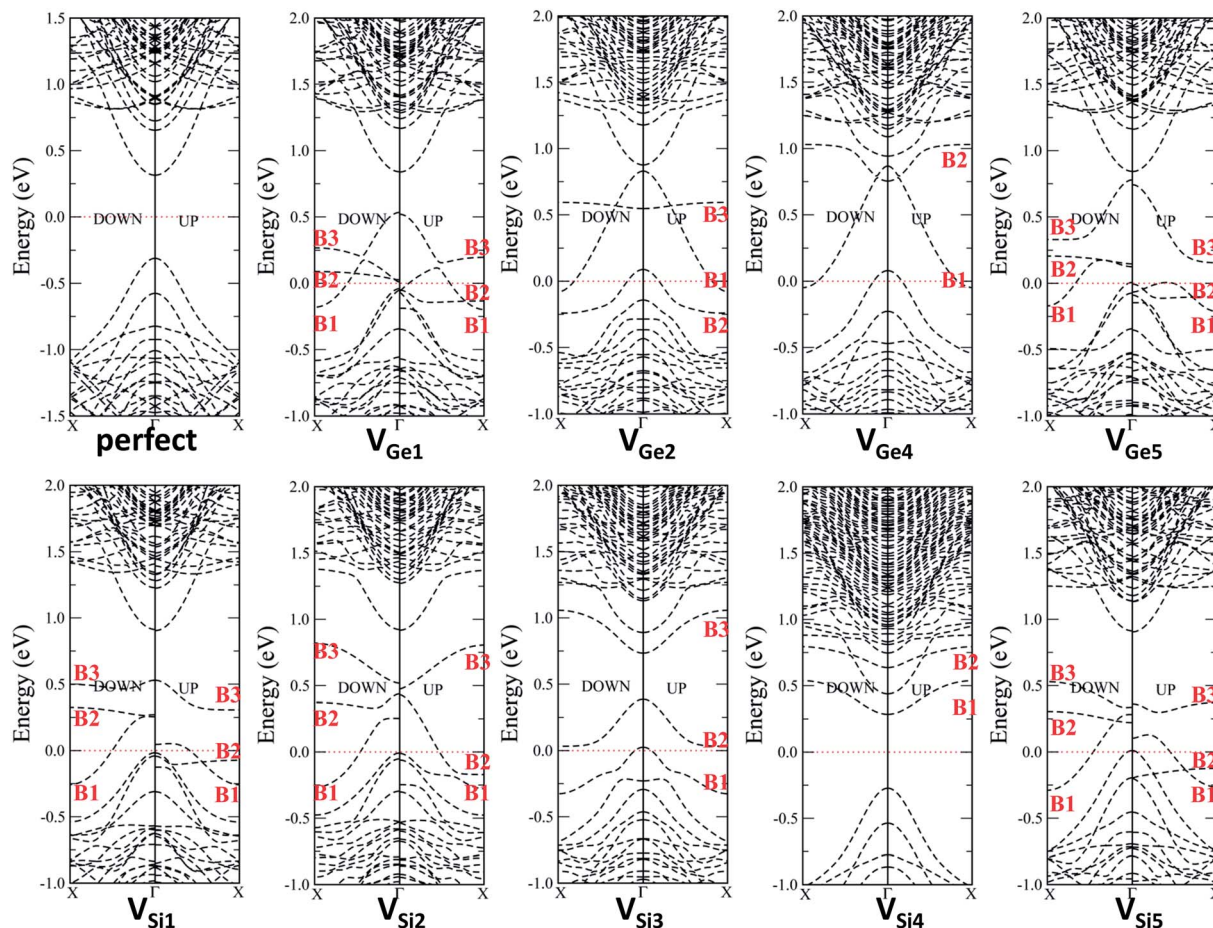 1.5
1.0
0.5
0.0
-0.5
-1.0
-1.5
Energy (eV)
DOWN
UP
X
Γ
X
perfect
2.0
1.5
1.0
0.5
0.0
-0.5
-1.0
Energy (eV)
DOWN
UP
B3
B2
B1
B3
B2
B1
X
Γ
X
VGe1
2.0
1.5
1.0
0.5
0.0
-0.5
-1.0
Energy (eV)
DOWN
UP
B3
B1
B2
X
Γ
X
VGe2
2.0
1.5
1.0
0.5
0.0
-0.5
-1.0
Energy (eV)
DOWN
UP
B2
B1
X
Γ
X
VGe4
2.0
1.5
1.0
0.5
0.0
-0.5
-1.0
Energy (eV)
DOWN
UP
B3
B2
B1
B3
B2
B1
X
Γ
X
VGe5
2.0
1.5
1.0
0.5
0.0
-0.5
-1.0
Energy (eV)
DOWN
UP
B3
B2
B1
B3
B2
B1
X
Γ
X
VSi1
2.0
1.5
1.0
0.5
0.0
-0.5
-1.0
Energy (eV)
DOWN
UP
B3
B2
B1
B3
B2
B1
X
Γ
X
VSi2
2.0
1.5
1.0
0.5
0.0
-0.5
-1.0
Energy (eV)
DOWN
UP
B3
B2
B1
X
Γ
X
VSi3
2.0
1.5
1.0
0.5
0.0
-0.5
-1.0
Energy (eV)
DOWN
UP
B2
B1
X
Γ
X
VSi4
2.0
1.5
1.0
0.5
0.0
-0.5
-1.0
Energy (eV)
DOWN
UP
B3
B2
B1
B3
B2
B1
X
Γ
X
VSi5